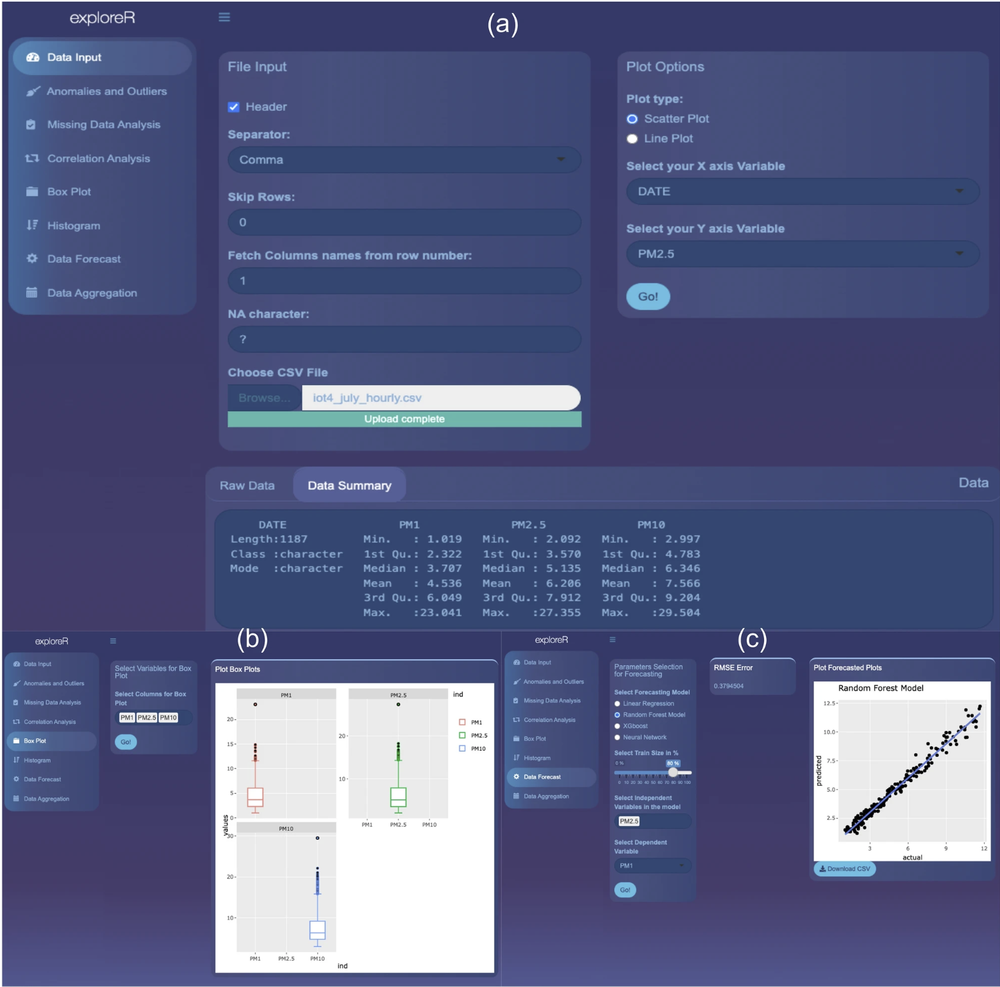 exploreR
(a)
Data Input
Anomalies and Outliers
Missing Data Analysis
Correlation Analysis
Box Plot
Histogram
Data Forecast
Data Aggregation
File Input
Header
Separator:
Comma
Skip Rows:
0
Fetch Columns names from row number:
1
NA character:
?
Choose CSV File
Browse... iot4_july_hourly.csv
Upload complete
Plot Options
Plot type:
Scatter Plot
Line Plot
Select your X axis Variable
DATE
Select your Y axis Variable
PM2.5
Go!
Raw Data Data Summary Data
DATE PM1 PM2.5 PM10
Length:1187 Min. : 1.019 Min. : 2.092 Min. : 2.997
Class :character 1st Qu.: 2.322 1st Qu.: 3.570 1st Qu.: 4.783
Mode :character Median : 3.707 Median : 5.135 Median : 6.346
Mean : 4.536 Mean : 6.206 Mean : 7.566
3rd Qu.: 6.049 3rd Qu.: 7.912 3rd Qu.: 9.204
Max. :23.041 Max. :27.355 Max. :29.504
exploreR
(b)
Data Input
Anomalies and Outliers
Missing Data Analysis
Correlation Analysis
Box Plot
Histogram
Data Forecast
Data Aggregation
Select Variables for Box
Plot
Select Columns for Box
Plot
PM1 PM2.5 PM10
Go!
Plot Box Plots
PM1
20
15
10
5
0
PM2.5
20
10
PM1 PM2.5 PM10
ind
PM1
PM2.5
PM10
values
PM10
30
20
10
PM1 PM2.5 PM10
ind
exploreR
(c)
Data Input
Anomalies and Outliers
Missing Data Analysis
Correlation Analysis
Box Plot
Histogram
Data Forecast
Data Aggregation
Parameters Selection
for Forecasting
Select Forecasting Model
Linear Regression
Random Forest Model
XGboost
Neural Network
Select Train Size in %
0 % 80 %
0 10 20 30 40 50 60 70 80 90 100
Select Independent
Variables in the model
PM2.5
Select Dependent
Variable
PM1
Go!
RMSE Error
0.3794504
Plot Forecasted Plots
Random Forest Model
12.5
10.0
7.5
5.0
2.5
predicted
3 6 9 12
actual
Download CSV